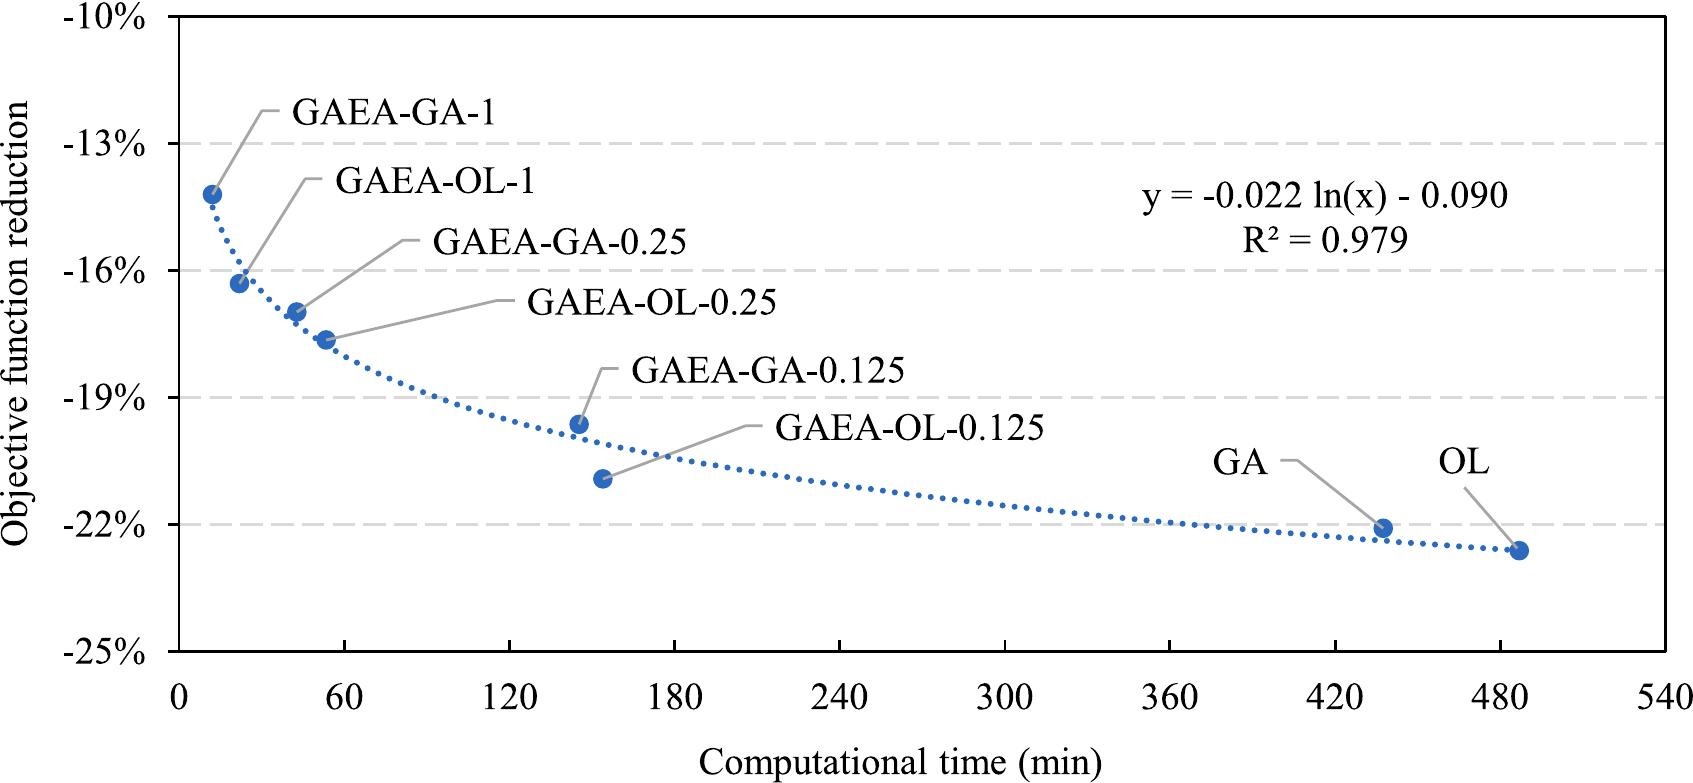 -10%
-13%
-16%
-19%
-22%
-25%
Objective function reduction
GAEA-GA-1
GAEA-OL-1
GAEA-GA-0.25
GAEA-OL-0.25
GAEA-GA-0.125
GAEA-OL-0.125
GA
OL
y = -0.022 ln(x) - 0.090
R² = 0.979
0 60 120 180 240 300 360 420 480 540
Computational time (min)